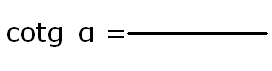 cotg a =